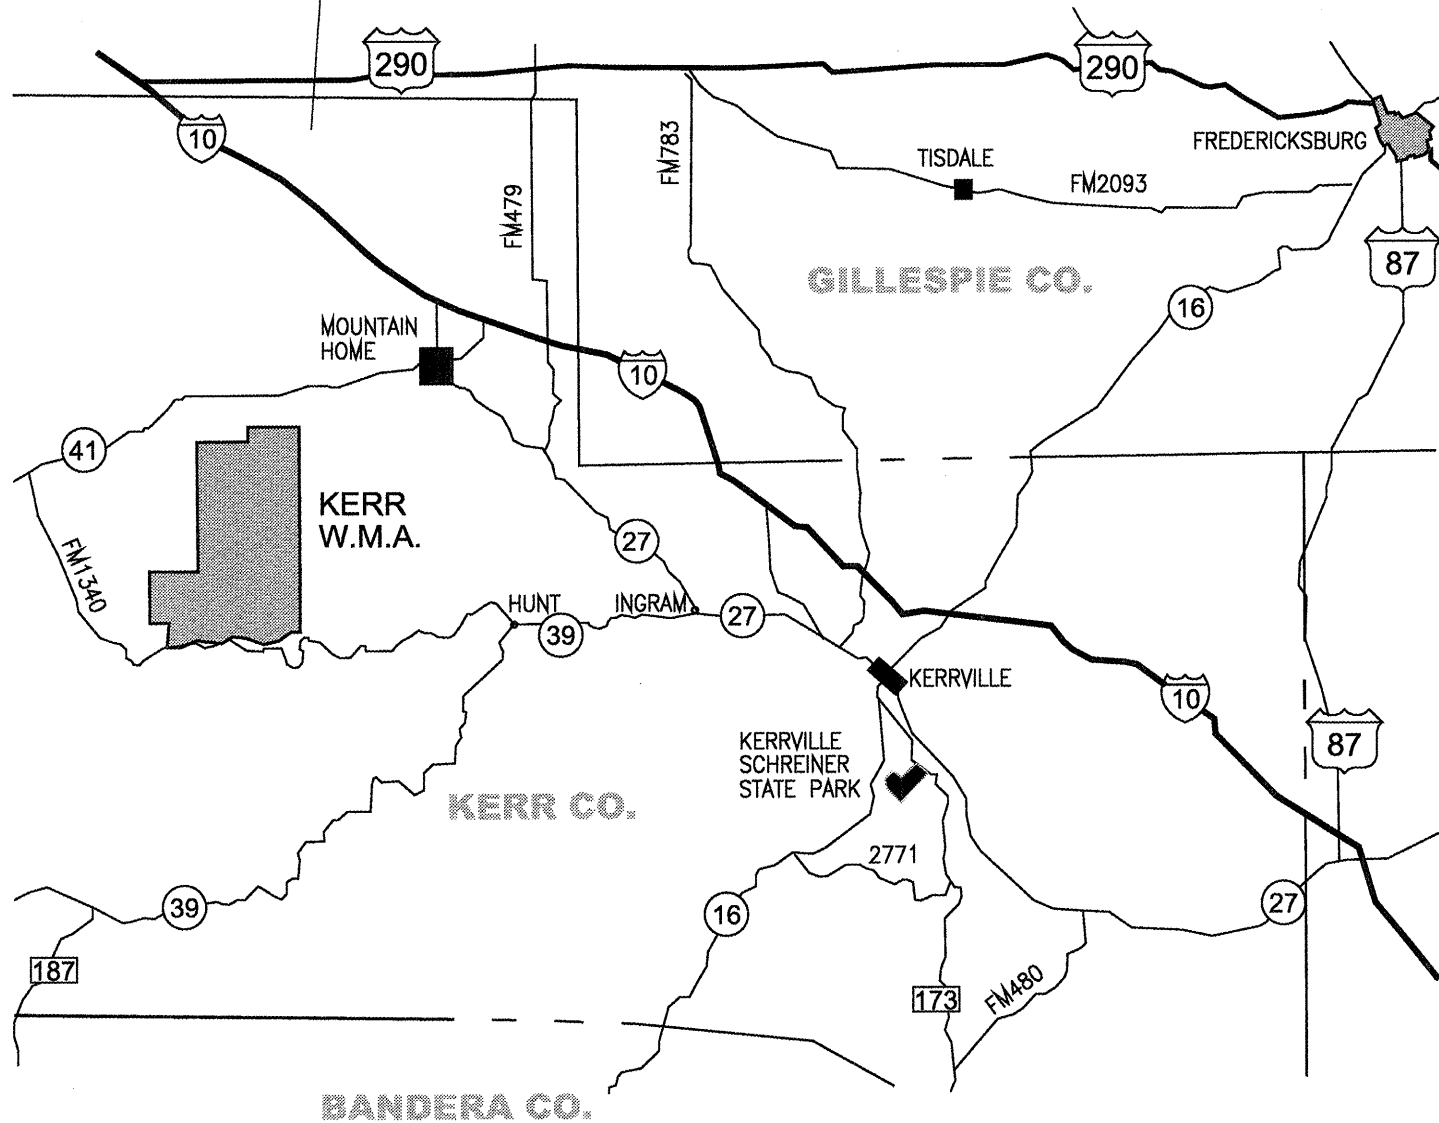 290
290
10
FREDERICKSBURG
FM783
TISDALE
FM2093
FM479
87
GILLESPIE CO.
16
MOUNTAIN
HOME
10
41
KERR
W.M.A.
27
FM1340
HUNT
INGRAM
27
39
KERRVILLE
10
87
KERRVILLE
SCHREINER
STATE PARK
KERR CO.
2771
39
16
27
187
173
FM480
BANDERA CO.